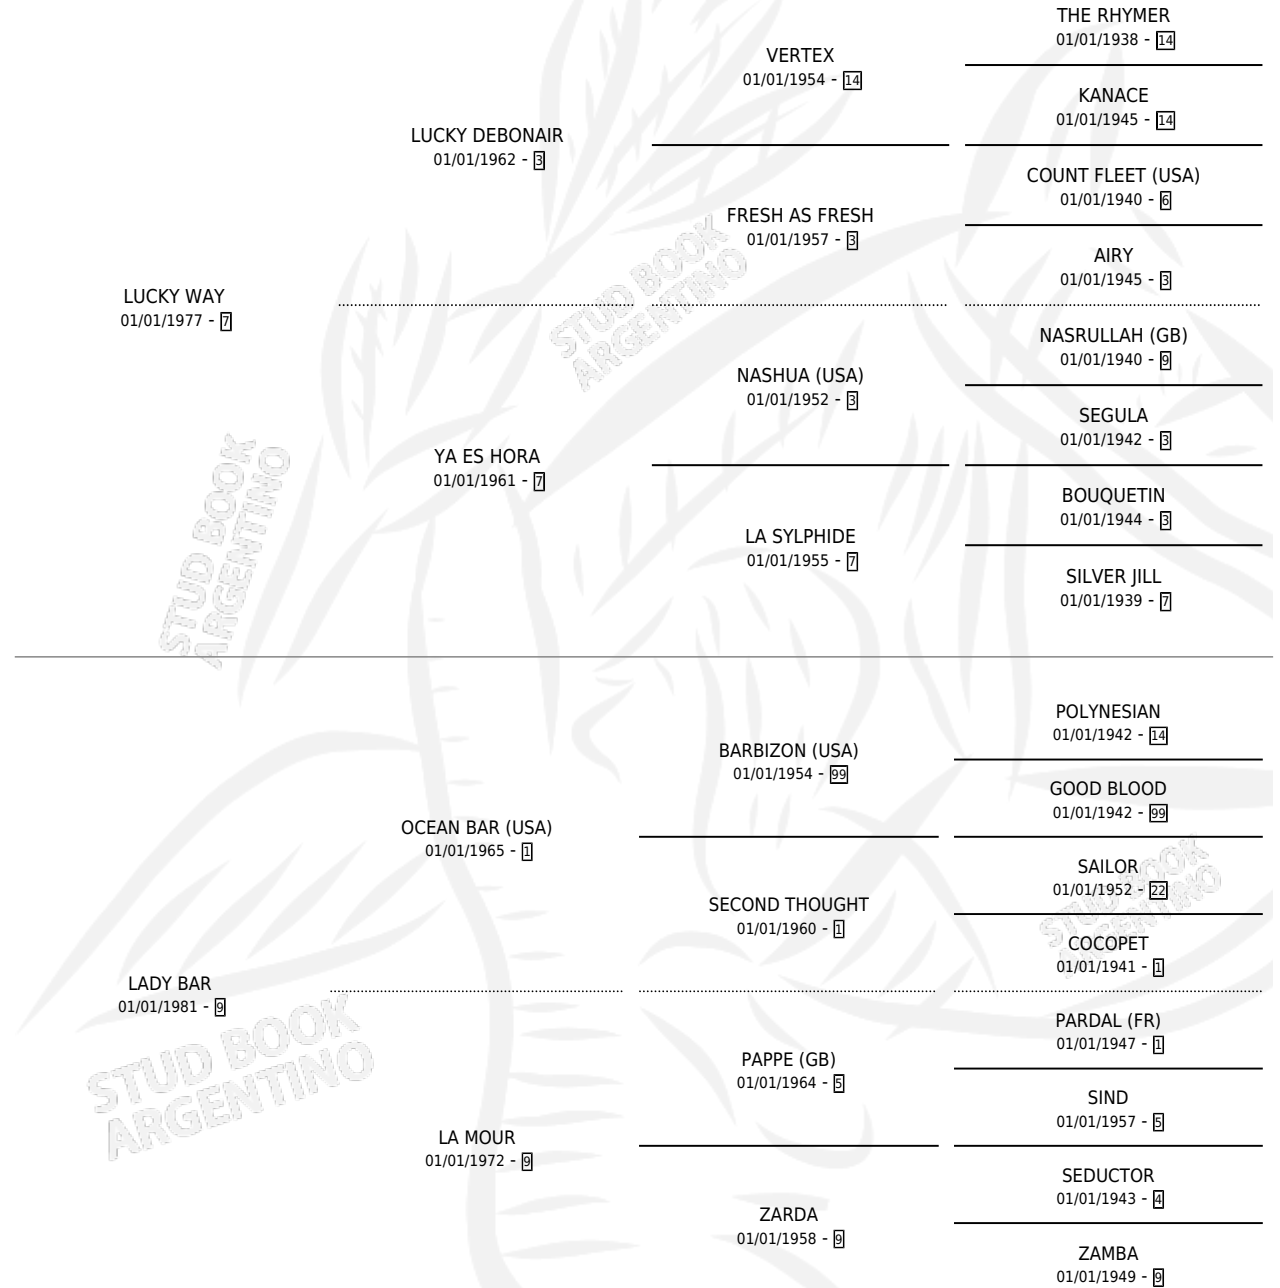 THE RHYMER
01/01/1938 - 14
VERTEX
01/01/1954 - 14
KANACE
01/01/1945 - 14
LUCKY DEBONAIR
01/01/1962 - 3
COUNT FLEET (USA)
01/01/1940 - 6
FRESH AS FRESH
01/01/1957 - 3
AIRY
01/01/1945 - 3
LUCKY WAY
01/01/1977 - 7
NASRULLAH (GB)
01/01/1940 - 9
NASHUA (USA)
01/01/1952 - 3
SEGULA
01/01/1942 - 3
YA ES HORA
01/01/1961 - 7
BOUQUETIN
01/01/1944 - 3
LA SYLPHIDE
01/01/1955 - 7
SILVER JILL
01/01/1939 - 7
STUD BOOK
ARGENTINO
STUD BOOK
ARGENTINO
POLYNESIAN
01/01/1942 - 14
BARBIZON (USA)
01/01/1954 - 99
GOOD BLOOD
01/01/1942 - 99
OCEAN BAR (USA)
01/01/1965 - 1
SAILOR
01/01/1952 - 22
SECOND THOUGHT
01/01/1960 - 1
COCOPET
01/01/1941 - 1
STUD BOOK
ARGENTINO
LADY BAR
01/01/1981 - 9
STUD BOOK
ARGENTINO
PARDAL (FR)
01/01/1947 - 1
PAPPE (GB)
01/01/1964 - 5
SIND
01/01/1957 - 5
LA MOUR
01/01/1972 - 9
SEDUCTOR
01/01/1943 - 4
ZARDA
01/01/1958 - 9
ZAMBA
01/01/1949 - 9